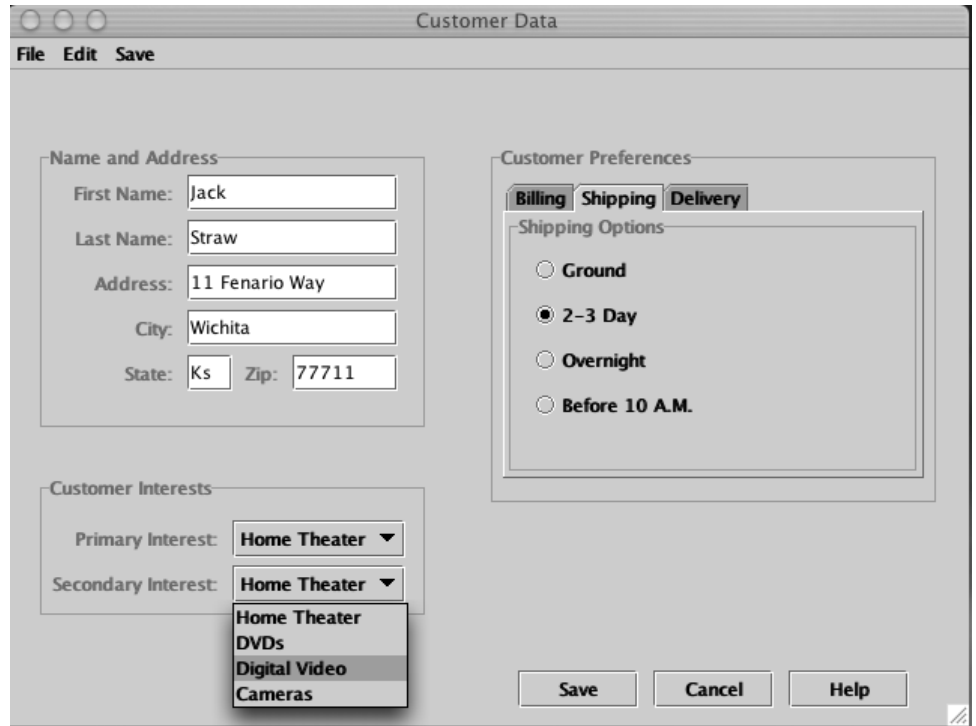 Customer Data
File Edit Save
Name and Address
First Name: Jack
Last Name: Straw
Address: 11 Fenario Way
City: Wichita
State: Ks Zip: 77711
Customer Preferences
Billing Shipping Delivery
Shipping Options
Ground
2-3 Day
Overnight
Before 10 A.M.
Customer Interests
Primary Interest: Home Theater
Secondary Interest: Home Theater
Home Theater
DVDs
Digital Video
Cameras
Save Cancel Help